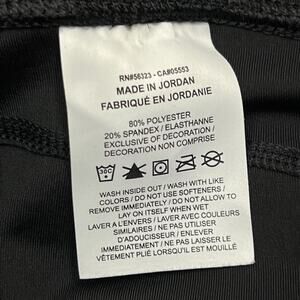 RN#56323 - CA#05553
MADE IN JORDAN
FABRIQUÉ EN JORDANIE
80% POLYESTER
20% SPANDEX / ELASTHANNE
EXCLUSIVE OF DECORATION /
DECORATION NON COMPRISE
30C
WASH INSIDE OUT / WASH WITH LIKE
COLORS / DO NOT USE SOFTENERS /
REMOVE IMMEDIATELY / DO NOT ALLOW TO
LAY ON ITSELF WHEN WET
LAVER A L'ENVERS / LAVER AVEC COULEURS
SIMILAIRES / NE PAS UTILISER
D'ADOUCISSEUR / ENLEVER
IMMEDIATEMENT / NE PAS LAISSER LE
VÊTEMENT PLIÉ LORSQU'IL EST MOUILLÉ